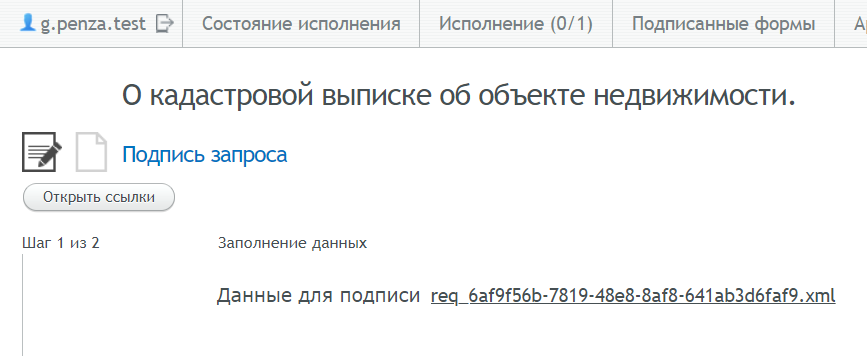 g.penza.test Состояние исполнения Исполнение (0/1) Подписанные формы
О кадастровой выписке об объекте недвижимости.
Подпись запроса
Открыть ссылки
Шаг 1 из 2 Заполнение данных
Данные для подписи req_6af9f56b-7819-48e8-8af8-641ab3d6faf9.xml